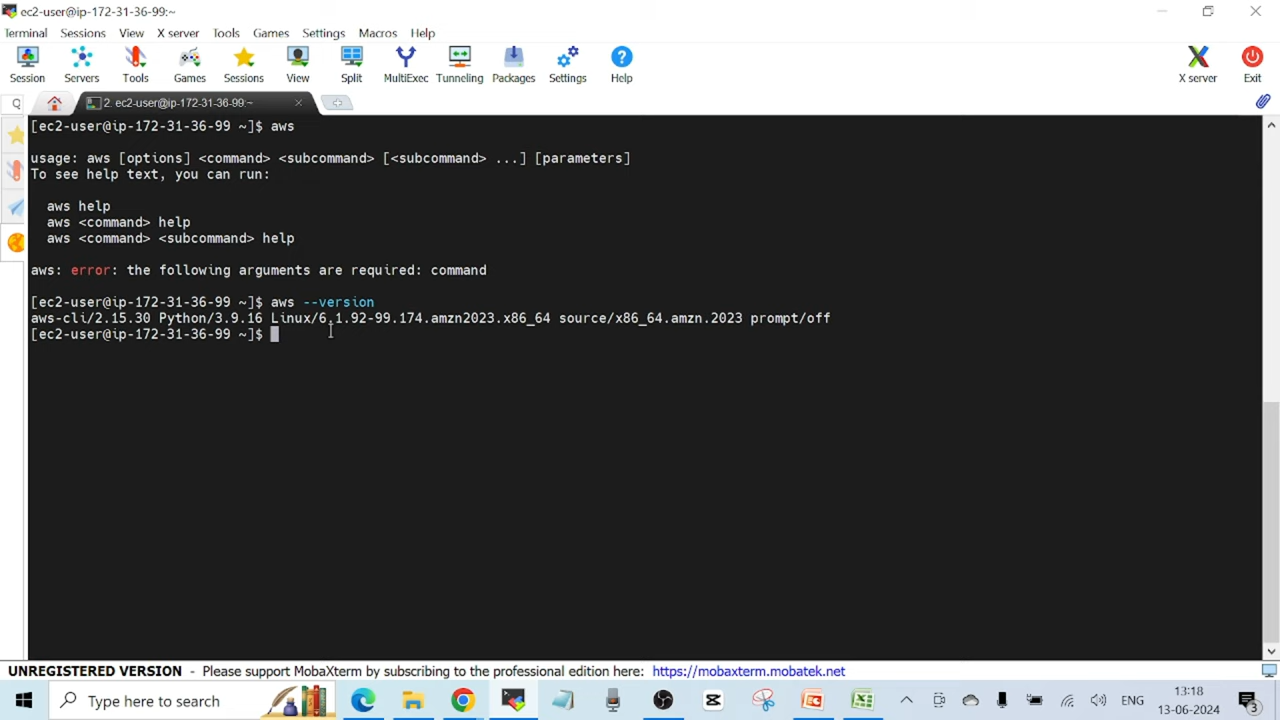 ec2-user@ip-172-31-36-99:~
Terminal Sessions View X server Tools Games Settings Macros Help
Session Servers Tools Games Sessions View Split MultiExec Tunneling Packages Settings Help X server Exit
2. ec2-user@ip-172-31-36-99:~
[ec2-user@ip-172-31-36-99 ~]$ aws
usage: aws [options] <command> <subcommand> [<subcommand> ...] [parameters]
To see help text, you can run:
aws help
aws <command> help
aws <command> <subcommand> help
aws: error: the following arguments are required: command
[ec2-user@ip-172-31-36-99 ~]$ aws --version
aws-cli/2.15.30 Python/3.9.16 Linux/6.1.92-99.174.amzn2023.x86_64 source/x86_64.amzn.2023 prompt/off
[ec2-user@ip-172-31-36-99 ~]$
UNREGISTERED VERSION - Please support MobaXterm by subscribing to the professional edition here: https://mobaxterm.mobatek.net
Type here to search
ENG
13:18
13-06-2024
3